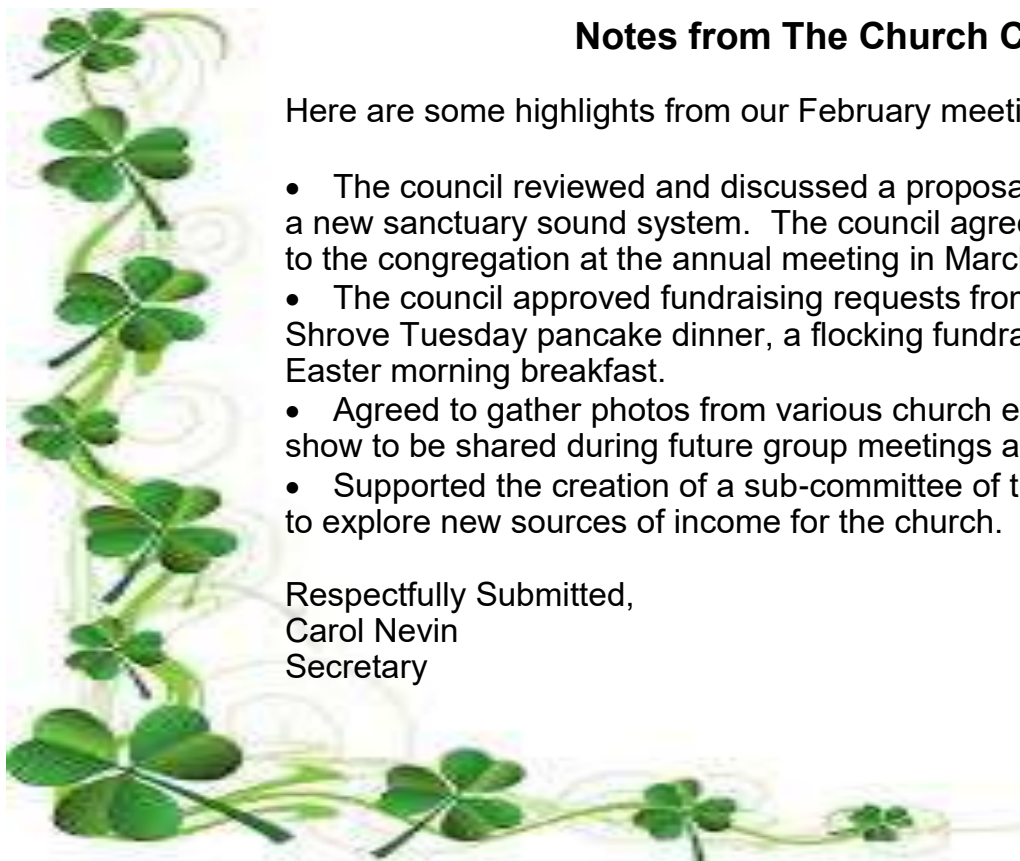 Notes from The Church C
Here are some highlights from our February meeti
• The council reviewed and discussed a proposa
a new sanctuary sound system. The council agree
to the congregation at the annual meeting in Marc
• The council approved fundraising requests from
Shrove Tuesday pancake dinner, a flocking fundra
Easter morning breakfast.
• Agreed to gather photos from various church e
show to be shared during future group meetings a
• Supported the creation of a sub-committee of t
to explore new sources of income for the church.
Respectfully Submitted,
Carol Nevin
Secretary